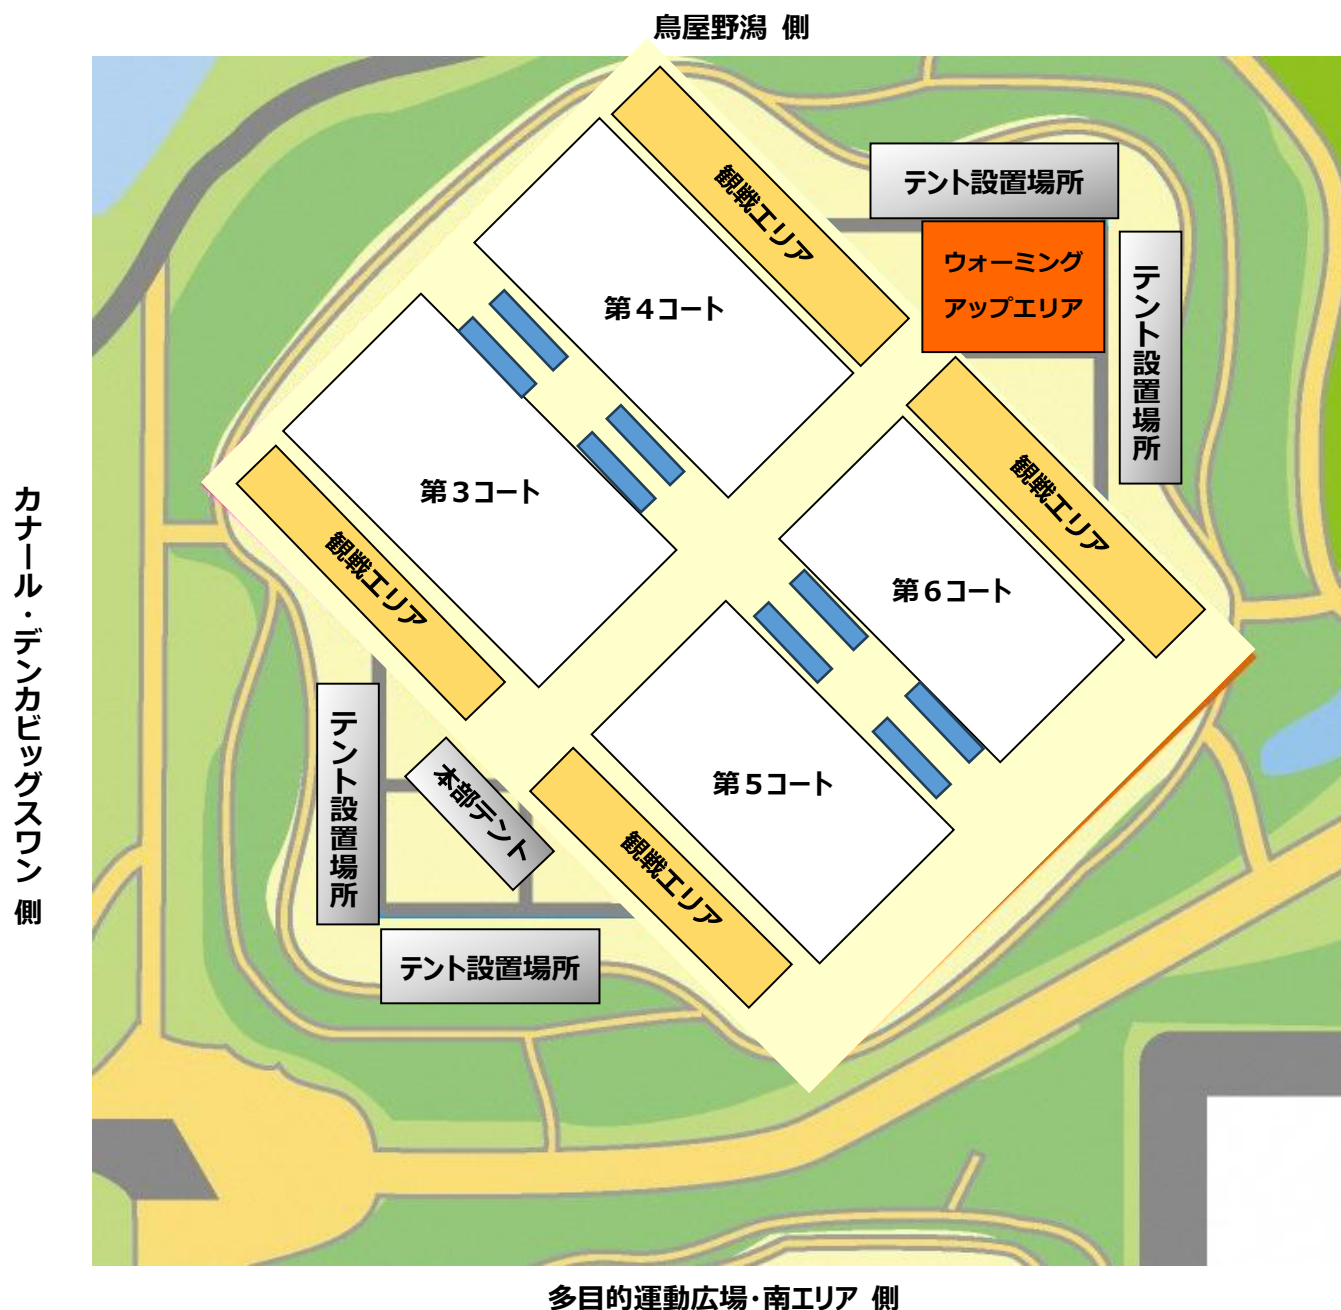 鳥屋野潟 側
観戦エリア
テント設置場所
ウォーミング
アップエリア
テント設置場所
第4コート
第3コート
観戦エリア
観戦エリア
第6コート
カナール・デンカビッグスワン 側
テント設置場所
本部テント
第5コート
観戦エリア
テント設置場所
多目的運動広場・南エリア 側